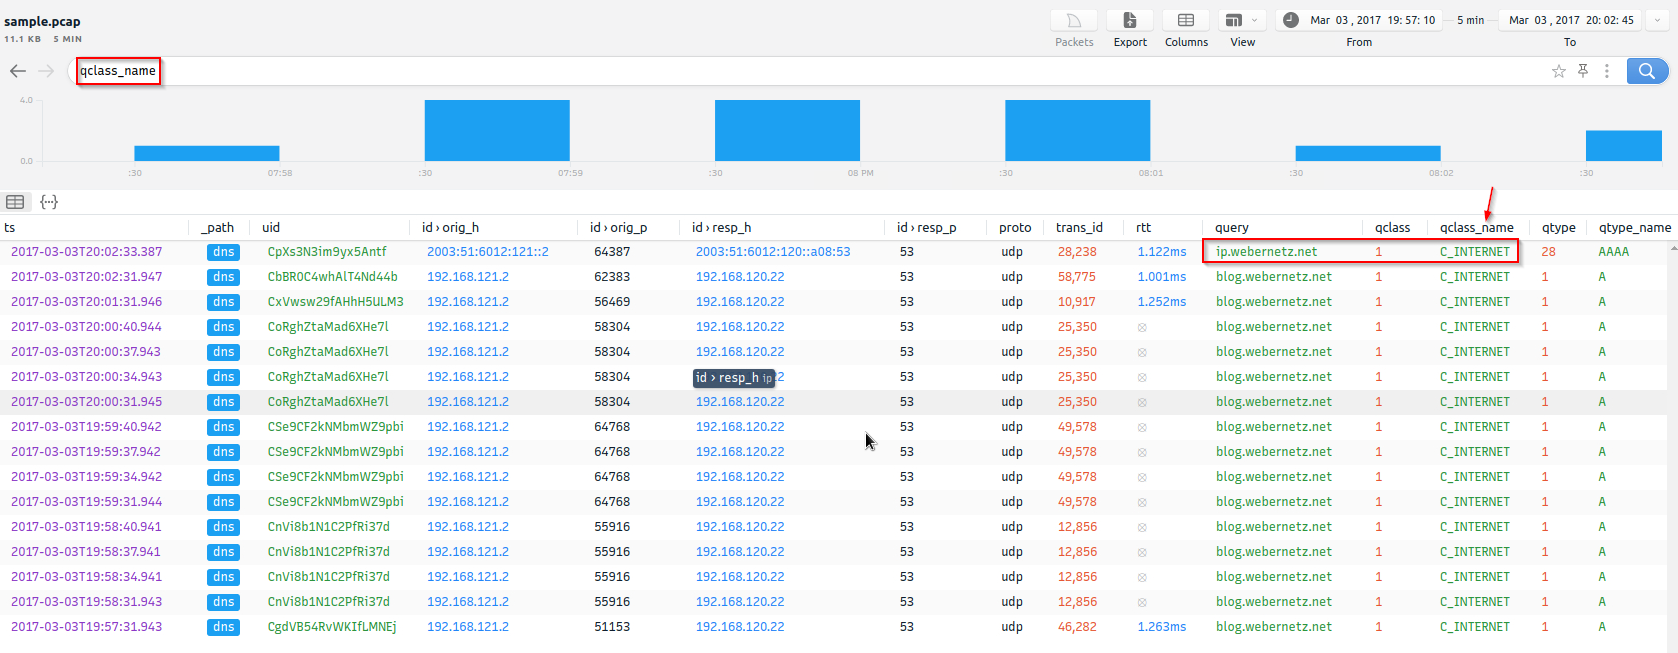 sample.pcap
11.1 KB 5 MIN
Packets Export Columns View
Mar 03 , 2017 19: 57: 10 5 min Mar 03 , 2017 20: 02: 45
From To
qclass_name
4.0
0.0
:30 07:58 :30 07:59 :30 08 PM :30 08:01 :30 08:02 :30
{···}
ts _path uid id › orig_h id › orig_p id › resp_h id › resp_p proto trans_id rtt query qclass qclass_name qtype qtype_name
2017-03-03T20:02:33.387 dns CpXs3N3im9yx5Antf 2003:51:6012:121::2 64387 2003:51:6012:120::a08:53 53 udp 28,238 1.122ms ip.webernetz.net 1 C_INTERNET 28 AAAA
2017-03-03T20:02:31.947 dns CbBR0C4whAlT4Nd44b 192.168.121.2 62383 192.168.120.22 53 udp 58,775 1.001ms blog.webernetz.net 1 C_INTERNET 1 A
2017-03-03T20:01:31.946 dns CxVwsw29fAHhH5ULM3 192.168.121.2 56469 192.168.120.22 53 udp 10,917 1.252ms blog.webernetz.net 1 C_INTERNET 1 A
2017-03-03T20:00:40.944 dns CoRghZtaMad6XHe7l 192.168.121.2 58304 192.168.120.22 53 udp 25,350 blog.webernetz.net 1 C_INTERNET 1 A
2017-03-03T20:00:37.943 dns CoRghZtaMad6XHe7l 192.168.121.2 58304 192.168.120.22 53 udp 25,350 blog.webernetz.net 1 C_INTERNET 1 A
2017-03-03T20:00:34.943 dns CoRghZtaMad6XHe7l 192.168.121.2 58304 id › resp_h ip 2 53 udp 25,350 blog.webernetz.net 1 C_INTERNET 1 A
2017-03-03T20:00:31.945 dns CoRghZtaMad6XHe7l 192.168.121.2 58304 192.168.120.22 53 udp 25,350 blog.webernetz.net 1 C_INTERNET 1 A
2017-03-03T19:59:40.942 dns CSe9CF2kNMbmWZ9pbi 192.168.121.2 64768 192.168.120.22 53 udp 49,578 blog.webernetz.net 1 C_INTERNET 1 A
2017-03-03T19:59:37.942 dns CSe9CF2kNMbmWZ9pbi 192.168.121.2 64768 192.168.120.22 53 udp 49,578 blog.webernetz.net 1 C_INTERNET 1 A
2017-03-03T19:59:34.942 dns CSe9CF2kNMbmWZ9pbi 192.168.121.2 64768 192.168.120.22 53 udp 49,578 blog.webernetz.net 1 C_INTERNET 1 A
2017-03-03T19:59:31.944 dns CSe9CF2kNMbmWZ9pbi 192.168.121.2 64768 192.168.120.22 53 udp 49,578 blog.webernetz.net 1 C_INTERNET 1 A
2017-03-03T19:58:40.941 dns CnVi8b1N1C2PfRi37d 192.168.121.2 55916 192.168.120.22 53 udp 12,856 blog.webernetz.net 1 C_INTERNET 1 A
2017-03-03T19:58:37.941 dns CnVi8b1N1C2PfRi37d 192.168.121.2 55916 192.168.120.22 53 udp 12,856 blog.webernetz.net 1 C_INTERNET 1 A
2017-03-03T19:58:34.941 dns CnVi8b1N1C2PfRi37d 192.168.121.2 55916 192.168.120.22 53 udp 12,856 blog.webernetz.net 1 C_INTERNET 1 A
2017-03-03T19:58:31.943 dns CnVi8b1N1C2PfRi37d 192.168.121.2 55916 192.168.120.22 53 udp 12,856 blog.webernetz.net 1 C_INTERNET 1 A
2017-03-03T19:57:31.943 dns CgdVB54RvWKIfLMNEj 192.168.121.2 51153 192.168.120.22 53 udp 46,282 1.263ms blog.webernetz.net 1 C_INTERNET 1 A